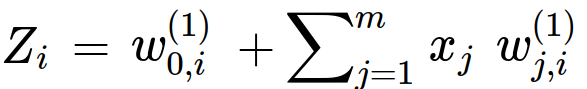 Z_i = w_{0,i}^{(1)} + \sum_{j=1}^{m} x_j w_{j,i}^{(1)}